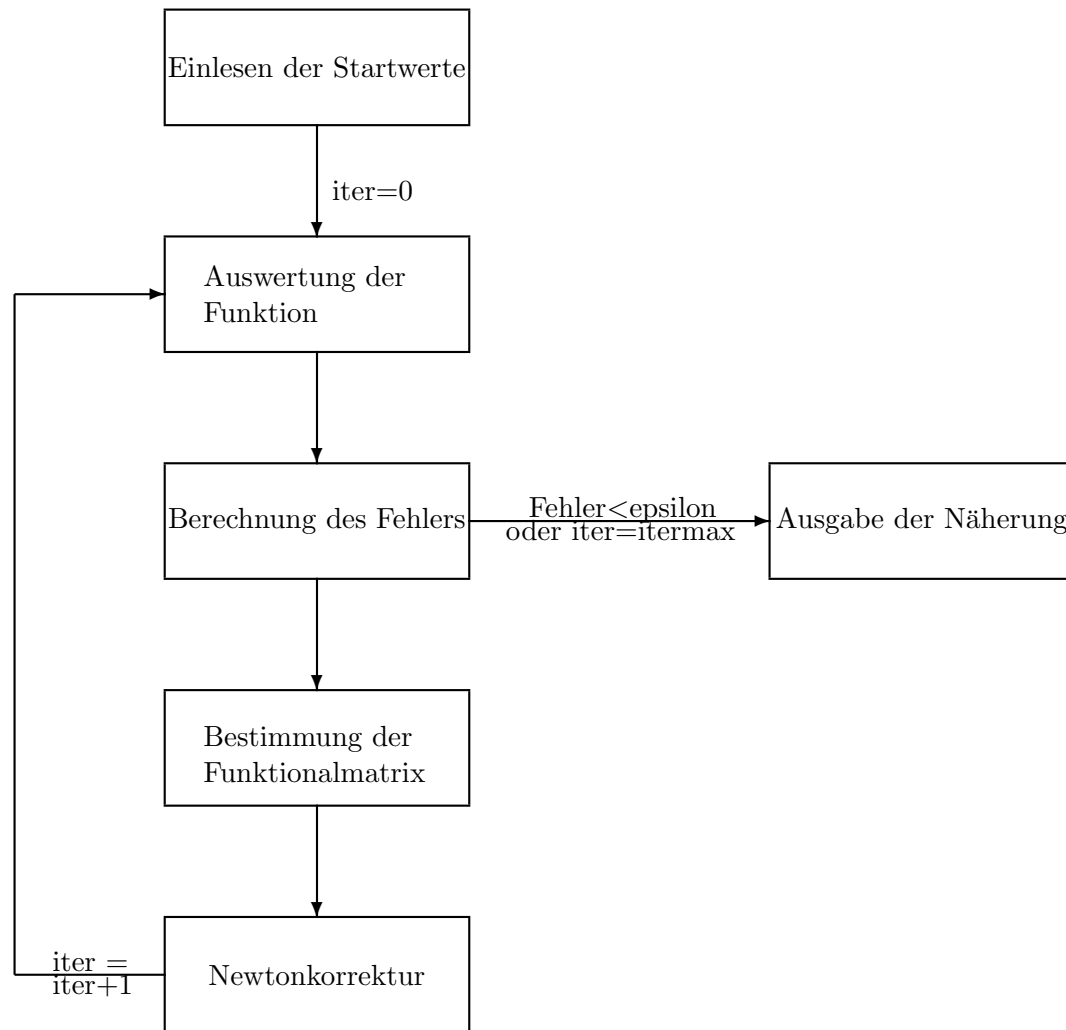 Einlesen der Startwerte
iter=0
Auswertung der
Funktion
Berechnung des Fehlers
Fehler<epsilon
oder iter=itermax
Ausgabe der Näherung
Bestimmung der
Funktionalmatrix
iter =
iter+1
Newtonkorrektur